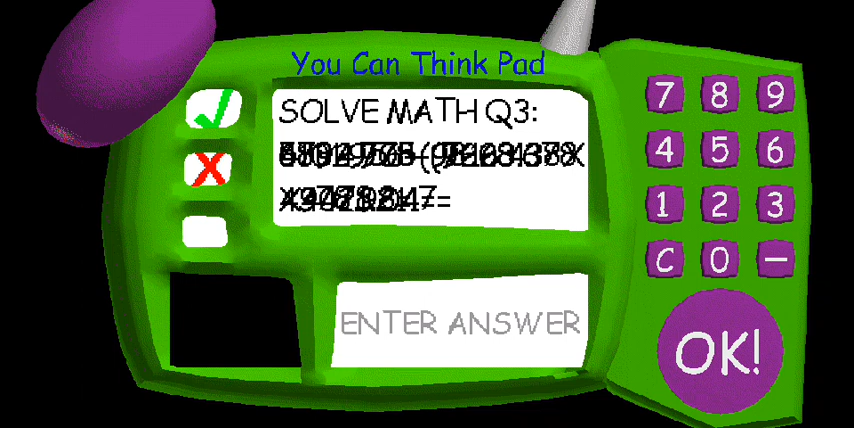 You Can Think Pad
SOLVE MATH Q3:
ENTER ANSWER
7 8 9
4 5 6
1 2 3
C 0 −
OK!